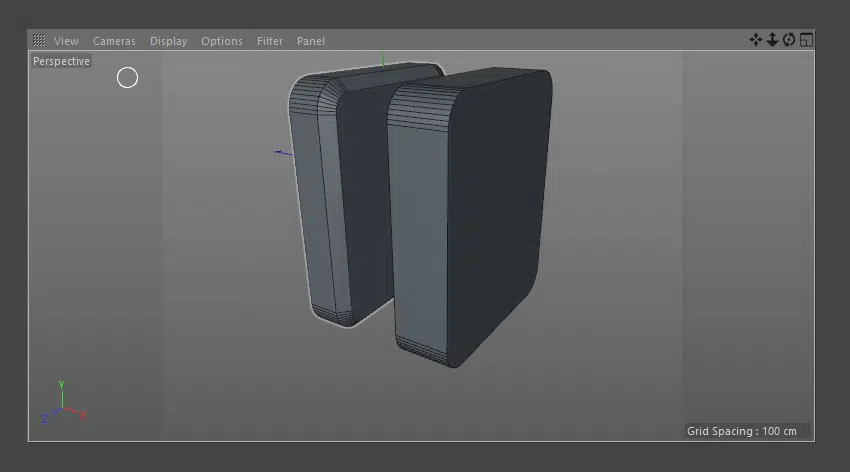 View Cameras Display Options Filter Panel
Perspective
Y
Z X
Grid Spacing : 100 cm